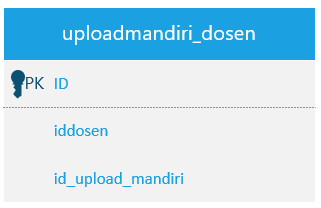 uploadmandiri_dosen
PK ID
iddosen
id_upload_mandiri